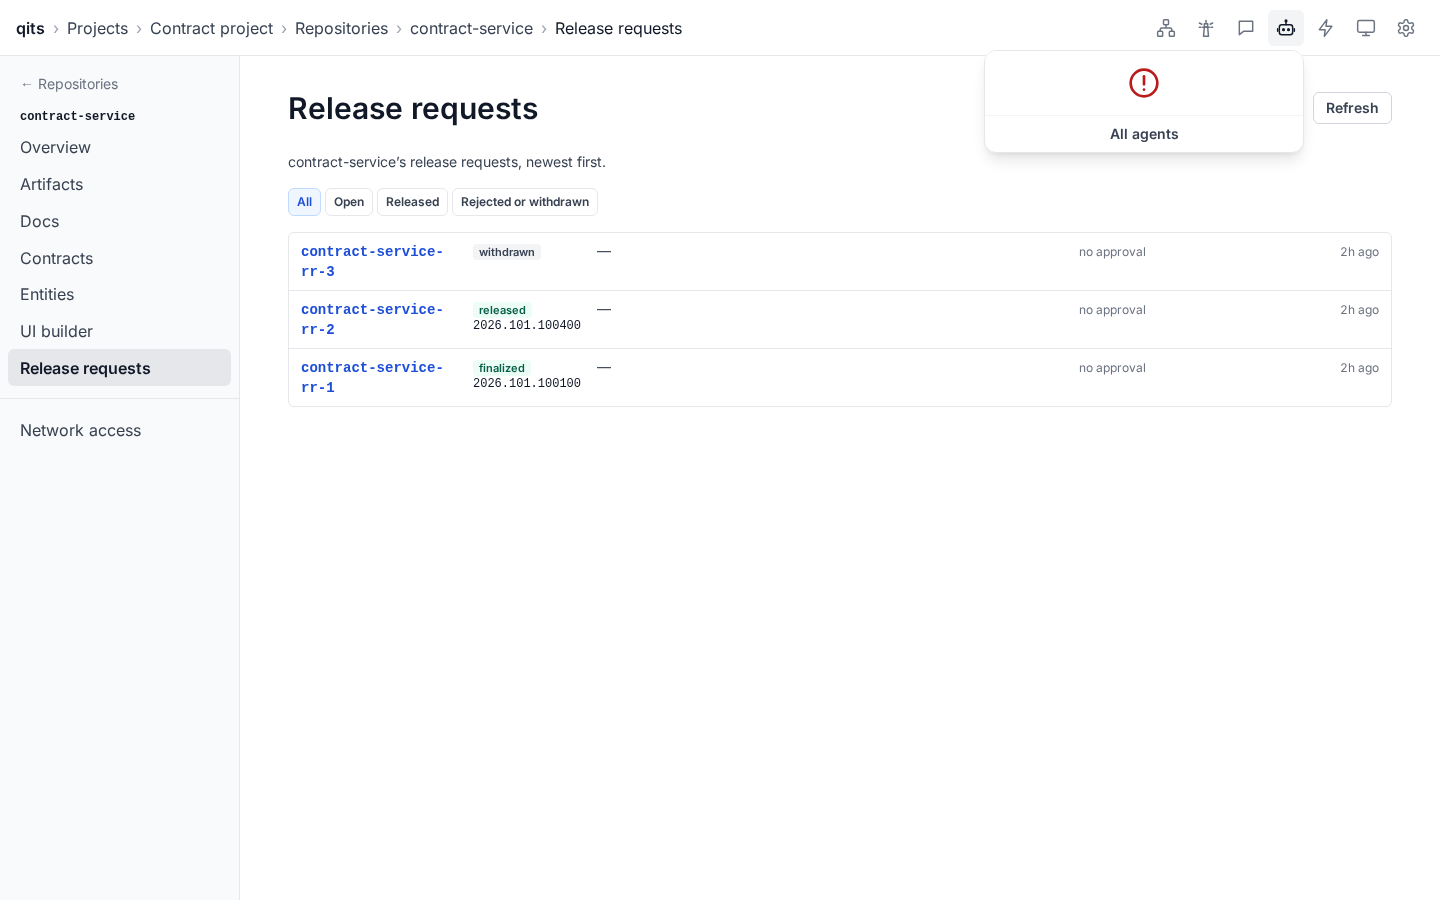 qits › Projects › Contract project › Repositories › contract-service › Release requests
← Repositories
contract-service
Overview
Artifacts
Docs
Contracts
Entities
UI builder
Release requests
Network access
All agents
Release requests
Refresh
contract-service’s release requests, newest first.
All Open Released Rejected or withdrawn
contract-service-rr-3 withdrawn — no approval 2h ago
contract-service-rr-2 released 2026.101.100400 — no approval 2h ago
contract-service-rr-1 finalized 2026.101.100100 — no approval 2h ago